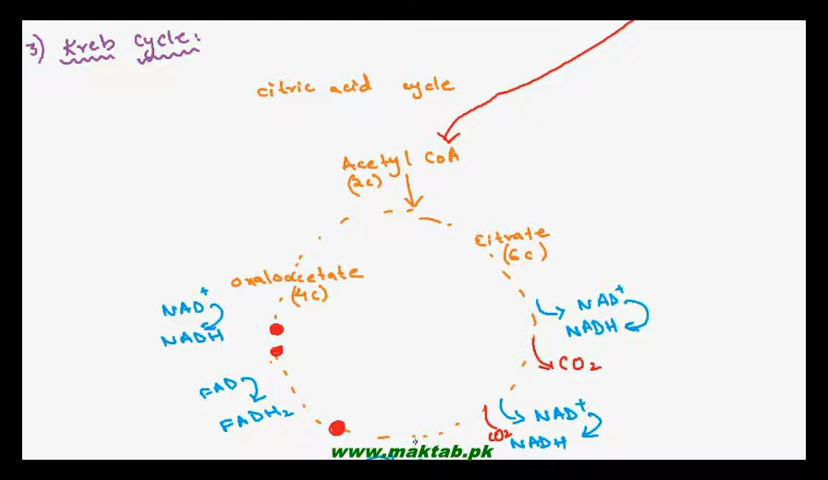 3) Kreb Cycle:
citric acid cycle
Acetyl CoA
(2c)
Citrate
(6c)
Oxaloacetate
(4c)
NAD+
NADH
NAD+
NADH
CO2
FAD
FADH2
NAD+
CO2
NADH
www.maktab.pk